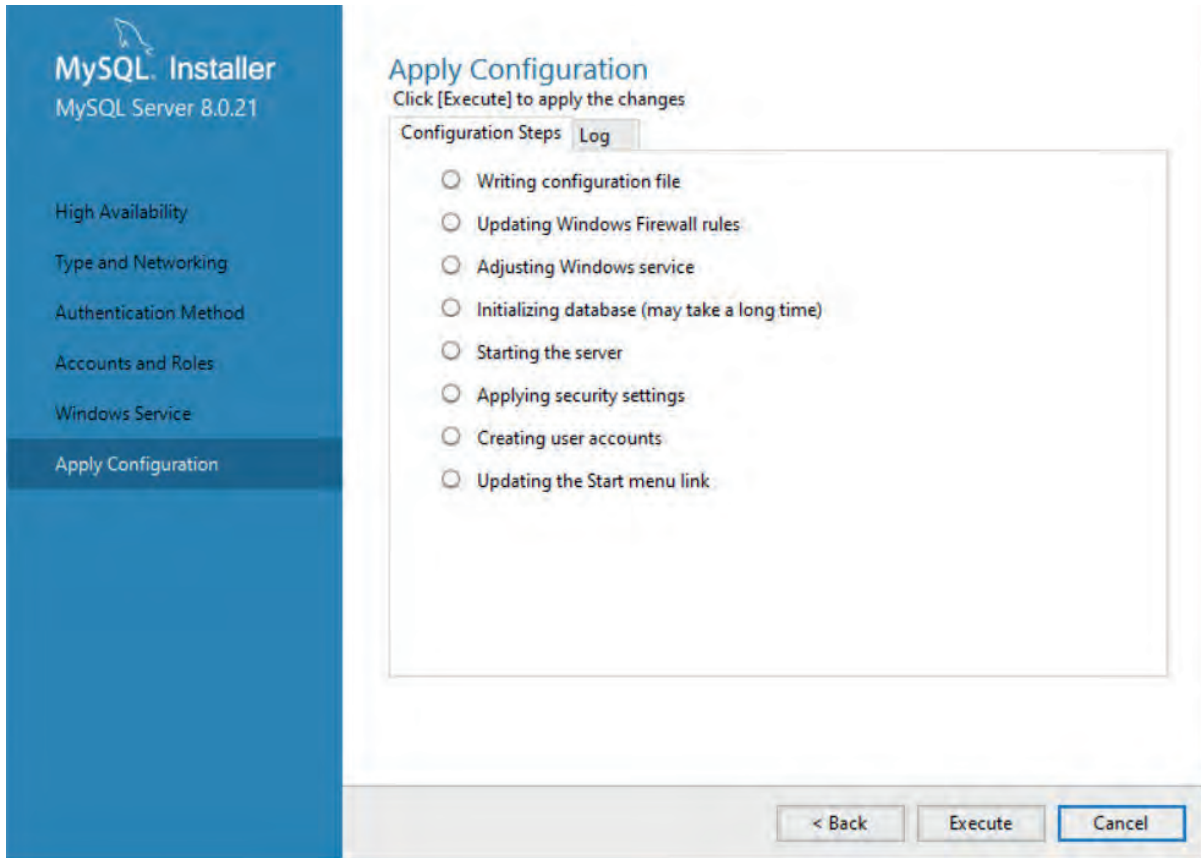 MySQL. Installer
MySQL Server 8.0.21
High Availability
Type and Networking
Authentication Method
Accounts and Roles
Windows Service
Apply Configuration
Apply Configuration
Click [Execute] to apply the changes
Configuration Steps
Log
Writing configuration file
Updating Windows Firewall rules
Adjusting Windows service
Initializing database (may take a long time)
Starting the server
Applying security settings
Creating user accounts
Updating the Start menu link
< Back
Execute
Cancel